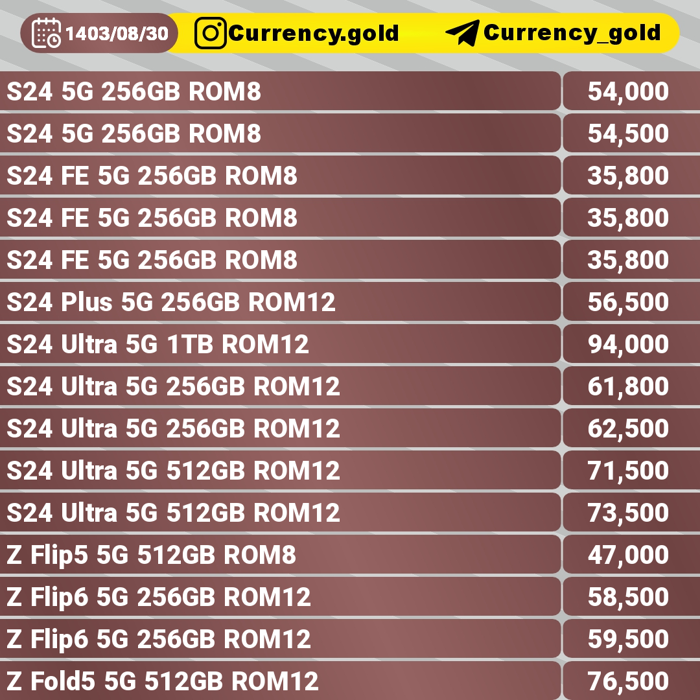 1403/08/30 Currency.gold Currency_gold
S24 5G 256GB ROM8 54,000
S24 5G 256GB ROM8 54,500
S24 FE 5G 256GB ROM8 35,800
S24 FE 5G 256GB ROM8 35,800
S24 FE 5G 256GB ROM8 35,800
S24 Plus 5G 256GB ROM12 56,500
S24 Ultra 5G 1TB ROM12 94,000
S24 Ultra 5G 256GB ROM12 61,800
S24 Ultra 5G 256GB ROM12 62,500
S24 Ultra 5G 512GB ROM12 71,500
S24 Ultra 5G 512GB ROM12 73,500
Z Flip5 5G 512GB ROM8 47,000
Z Flip6 5G 256GB ROM12 58,500
Z Flip6 5G 256GB ROM12 59,500
Z Fold5 5G 512GB ROM12 76,500